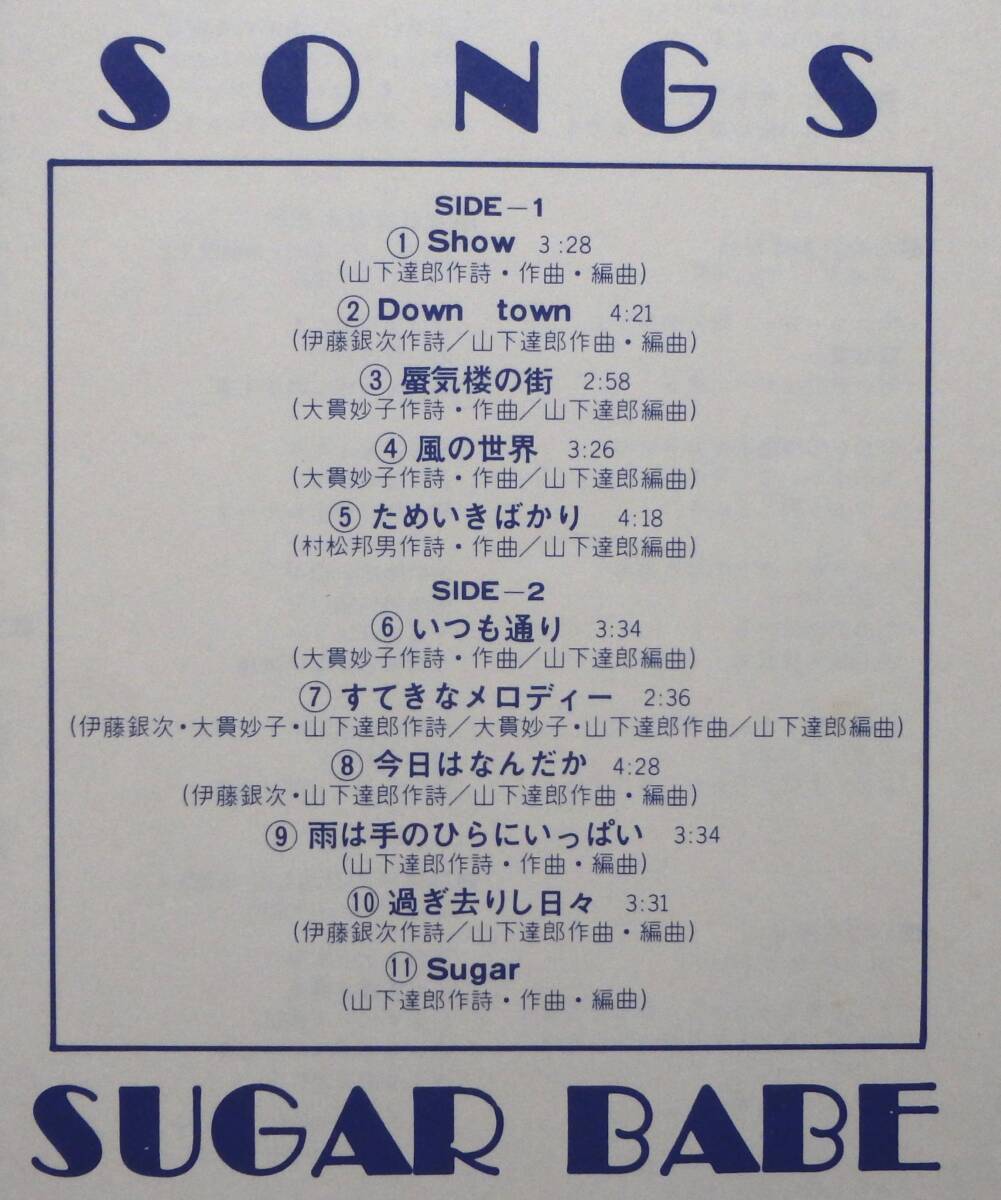 SONGS
SIDE－1
① Show 3:28
(山下達郎作詩・作曲・編曲)
② Down town 4:21
(伊藤銀次作詩／山下達郎作曲・編曲)
③ 蜃気楼の街 2:58
(大貫妙子作詩・作曲／山下達郎編曲)
④ 風の世界 3:26
(大貫妙子作詩・作曲／山下達郎編曲)
⑤ ためいきばかり 4:18
(村松邦男作詩・作曲／山下達郎編曲)
SIDE－2
⑥ いつも通り 3:34
(大貫妙子作詩・作曲／山下達郎編曲)
⑦ すてきなメロディー 2:36
(伊藤銀次・大貫妙子・山下達郎作詩／大貫妙子・山下達郎作曲／山下達郎編曲)
⑧ 今日はなんだか 4:28
(伊藤銀次・山下達郎作詩／山下達郎作曲・編曲)
⑨ 雨は手のひらにいっぱい 3:34
(山下達郎作詩・作曲・編曲)
⑩ 過ぎ去りし日々 3:31
(伊藤銀次作詩／山下達郎作曲・編曲)
⑪ Sugar
(山下達郎作詩・作曲・編曲)
SUGAR BABE